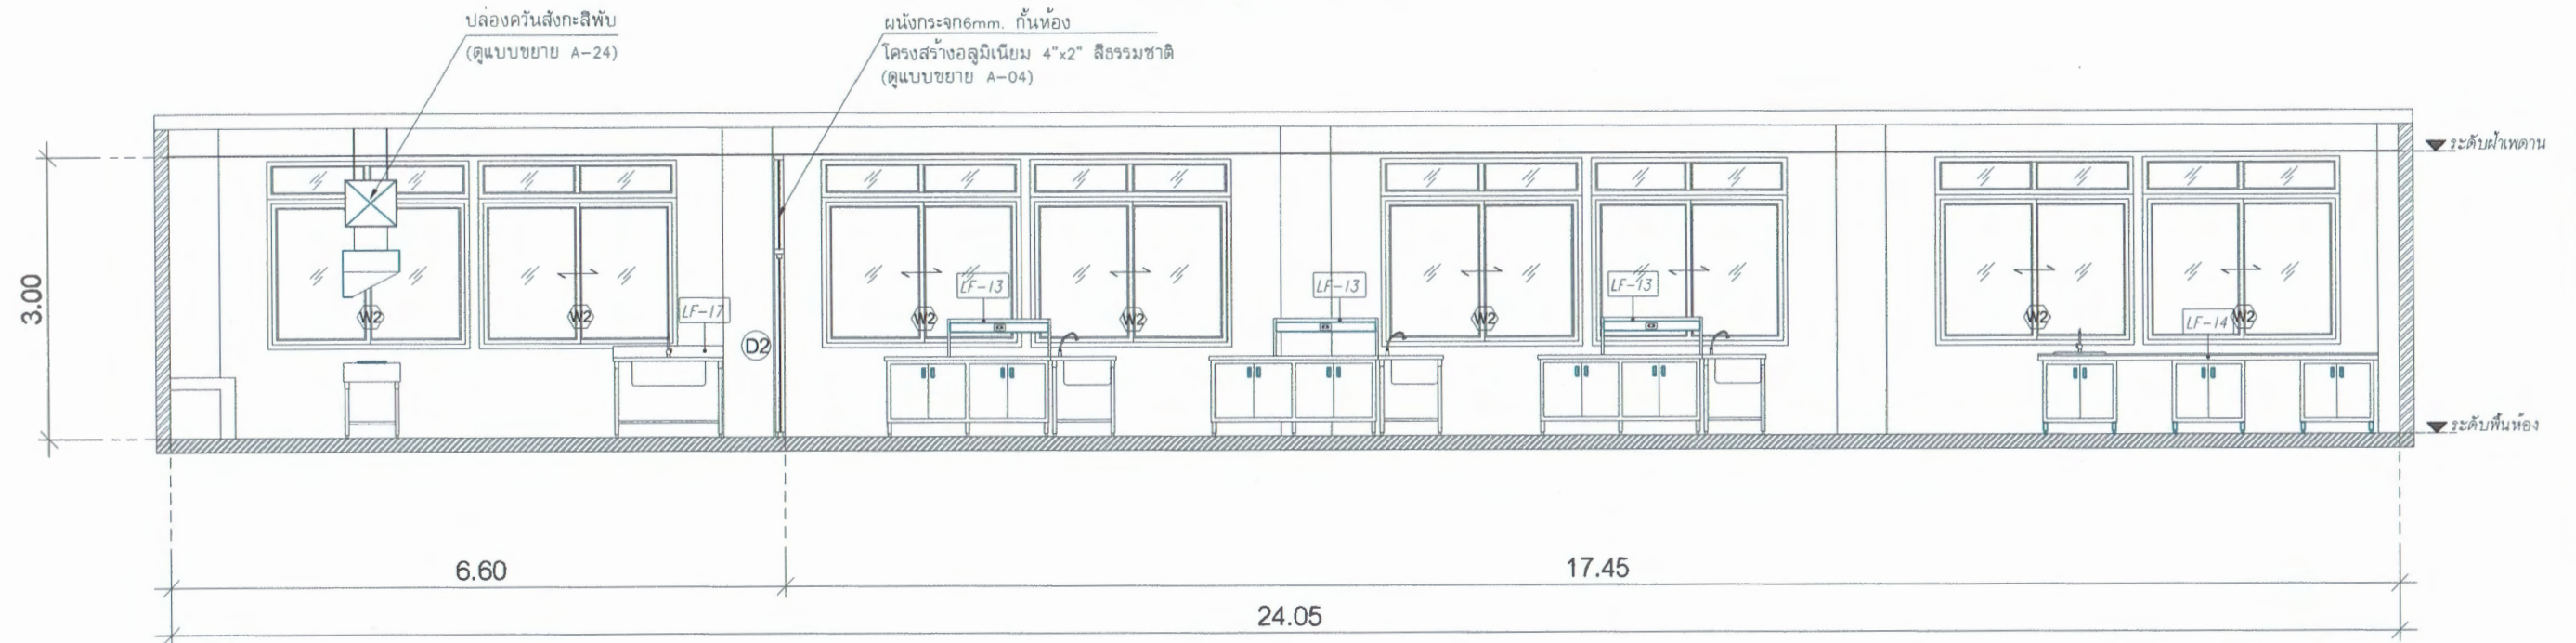 ปล่องควันสังกะสีพับ
(ดูแบบขยาย A-24)
ผนังกระจก6mm. กั้นห้อง
โครงสร้างอลูมิเนียม 4"x2" สีธรรมชาติ
(ดูแบบขยาย A-04)
ระดับฝ้าเพดาน
3.00
LF-13
LF-13
LF-13
LF-17
W2
W2
W2
W2
W2
W2
W2
LF-14
W2
D2
ระดับพื้นห้อง
6.60
17.45
24.05